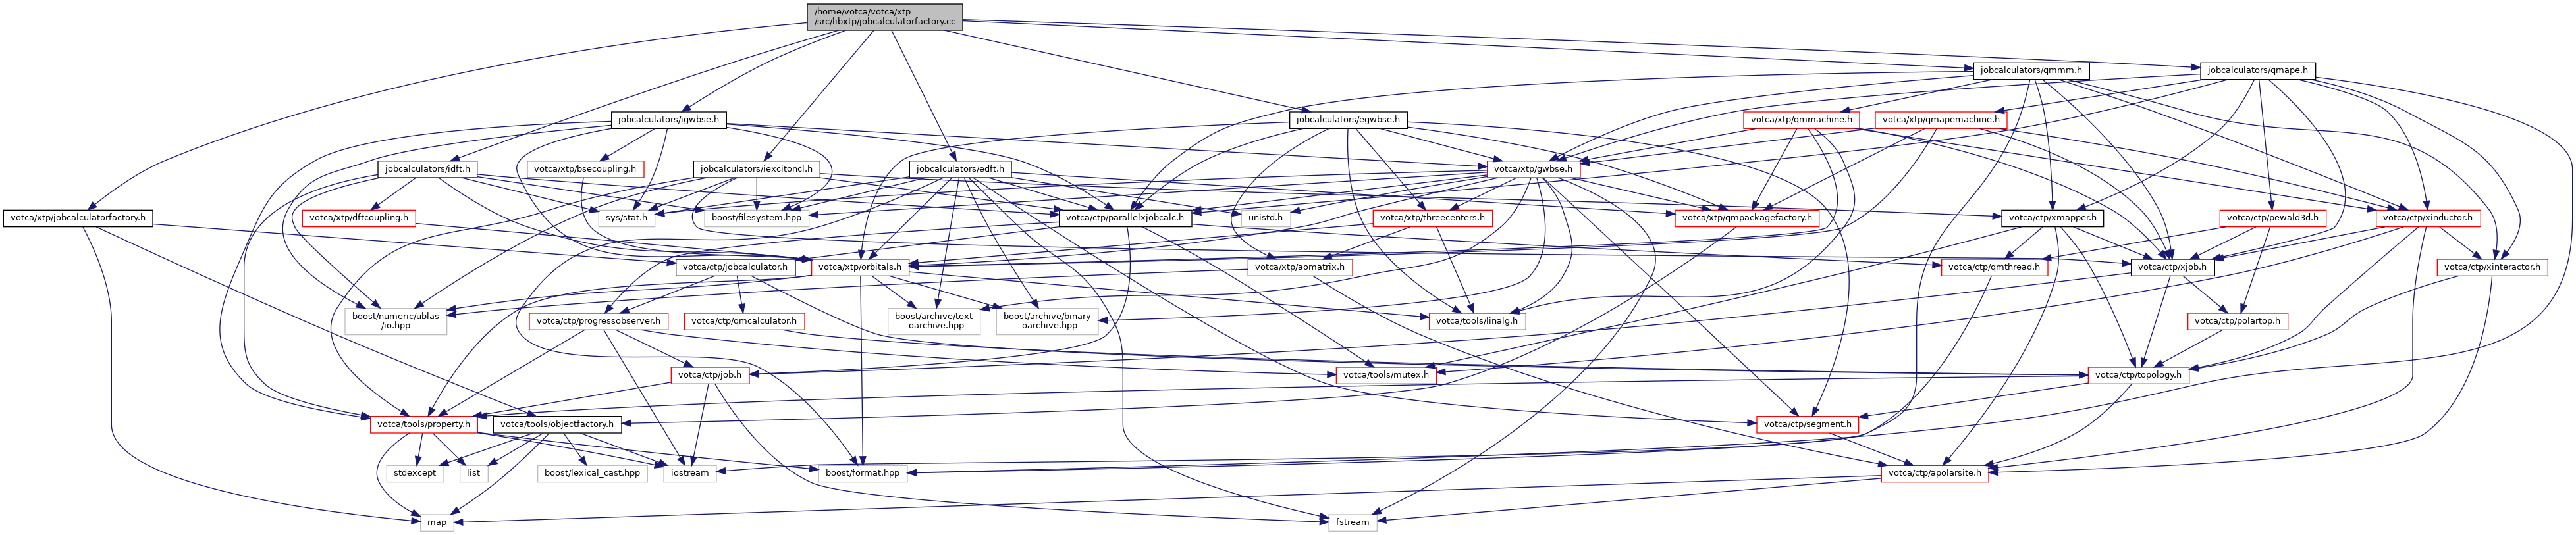 /home/votca/votca/xtp
/src/libxtp/jobcalculatorfactory.cc
jobcalculators/qmmm.h
jobcalculators/qmape.h
jobcalculators/igwbse.h
jobcalculators/egwbse.h
votca/xtp/qmmachine.h
votca/xtp/qmapemachine.h
jobcalculators/idft.h
votca/xtp/bsecoupling.h
jobcalculators/iexcitoncl.h
jobcalculators/edft.h
votca/xtp/gwbse.h
votca/xtp/jobcalculatorfactory.h
votca/xtp/dftcoupling.h
sys/stat.h
boost/filesystem.hpp
votca/ctp/parallelxjobcalc.h
unistd.h
votca/xtp/threecenters.h
votca/xtp/qmpackagefactory.h
votca/ctp/xmapper.h
votca/ctp/pewald3d.h
votca/ctp/xinductor.h
votca/ctp/jobcalculator.h
votca/xtp/orbitals.h
votca/xtp/aomatrix.h
votca/ctp/qmthread.h
votca/ctp/xjob.h
votca/ctp/xinteractor.h
boost/numeric/ublas
/io.hpp
votca/ctp/progressobserver.h
votca/ctp/qmcalculator.h
boost/archive/text
_oarchive.hpp
boost/archive/binary
_oarchive.hpp
votca/tools/linalg.h
votca/ctp/polartop.h
votca/ctp/job.h
votca/tools/mutex.h
votca/ctp/topology.h
votca/tools/property.h
votca/tools/objectfactory.h
votca/ctp/segment.h
stdexcept
list
boost/lexical_cast.hpp
iostream
boost/format.hpp
votca/ctp/apolarsite.h
map
fstream